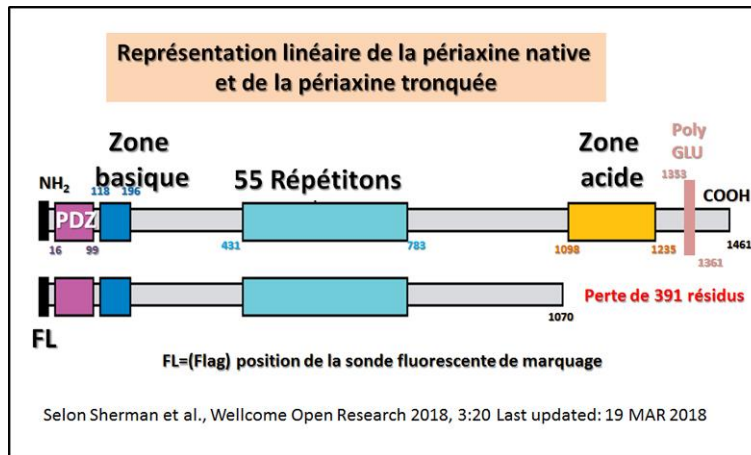 Représentation linéaire de la périaxine native
et de la périaxine tronquée
Zone
basique
55 Répétitons
Zone
acide
Poly
GLU
NH₂
118
196
1353
COOH
PDZ
16
99
431
783
1098
1235
1361
1461
1070
Perte de 391 résidus
FL
FL=(Flag) position de la sonde fluorescente de marquage
Selon Sherman et al., Wellcome Open Research 2018, 3:20 Last updated: 19 MAR 2018